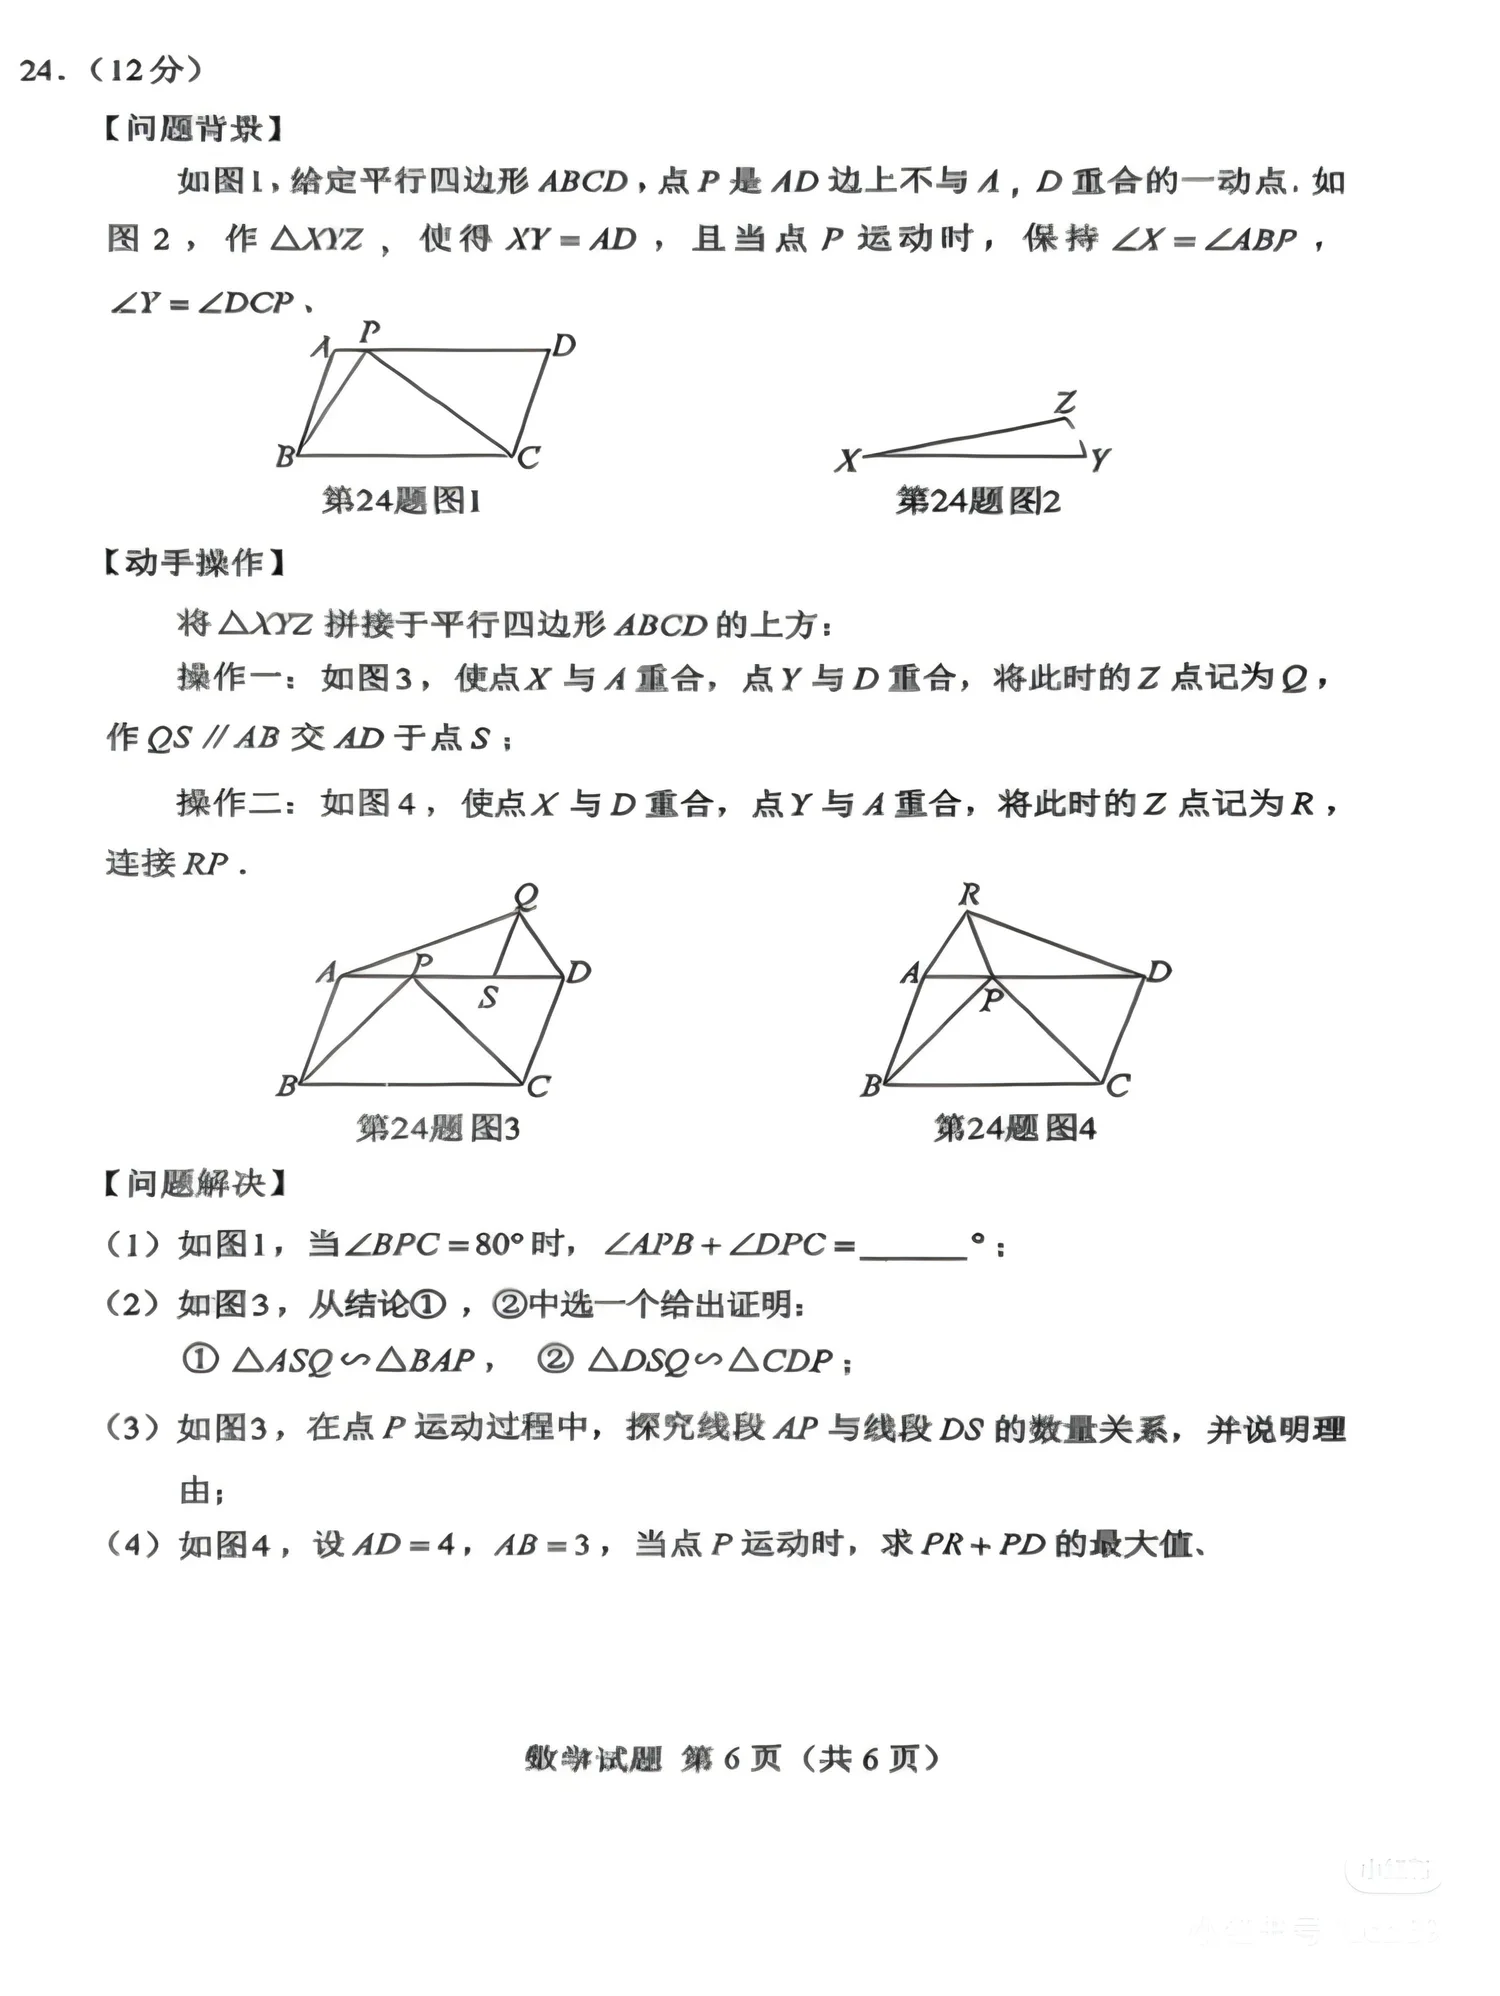 24.（12分）
【问题背景】
如图1，给定平行四边形ABCD，点P是AD边上不与A，D重合的一动点.如
图2，作△XYZ，使得XY=AD，且当点P运动时，保持∠X=∠ABP，
∠Y=∠DCP、
A P D
B C
第24题图1
Z
X Y
第24题图2
【动手操作】
将△XYZ拼接于平行四边形ABCD的上方：
操作一：如图3，使点X与A重合，点Y与D重合，将此时的Z点记为Q，
作QS∥AB交AD于点S；
操作二：如图4，使点X与D重合，点Y与A重合，将此时的Z点记为R，
连接RP.
Q
A P S D
B C
第24题图3
R
A P D
B C
第24题图4
【问题解决】
（1）如图1，当∠BPC=80°时，∠APB+∠DPC=______°；
（2）如图3，从结论①，②中选一个给出证明：
①△ASQ∽△BAP，②△DSQ∽△CDP；
（3）如图3，在点P运动过程中，探究线段AP与线段DS的数量关系，并说明理
由；
（4）如图4，设AD=4，AB=3，当点P运动时，求PR+PD的最大值、
数学试题 第6页（共6页）
小红书
小红书号